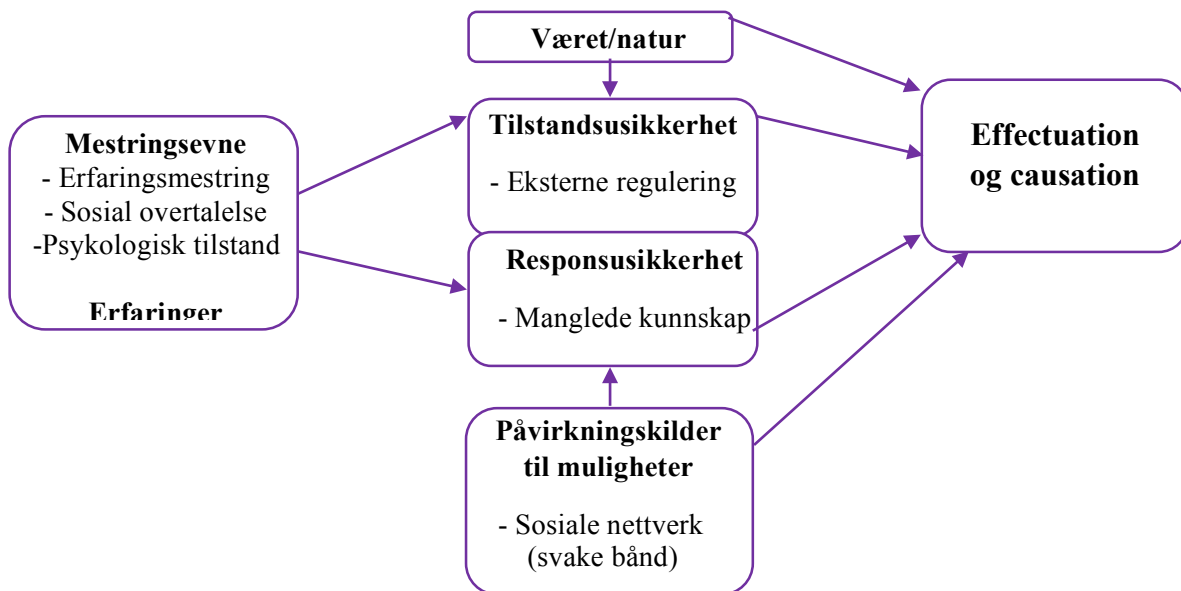 Været/natur
Mestringsevne
- Erfaringsmestring
- Sosial overtalelse
-Psykologisk tilstand
Erfaringer
Tilstandsusikkerhet
- Eksterne regulering
Responsusikkerhet
- Manglede kunnskap
Påvirkningskilder
til muligheter
- Sosiale nettverk
(svake bånd)
Effectuation
og causation